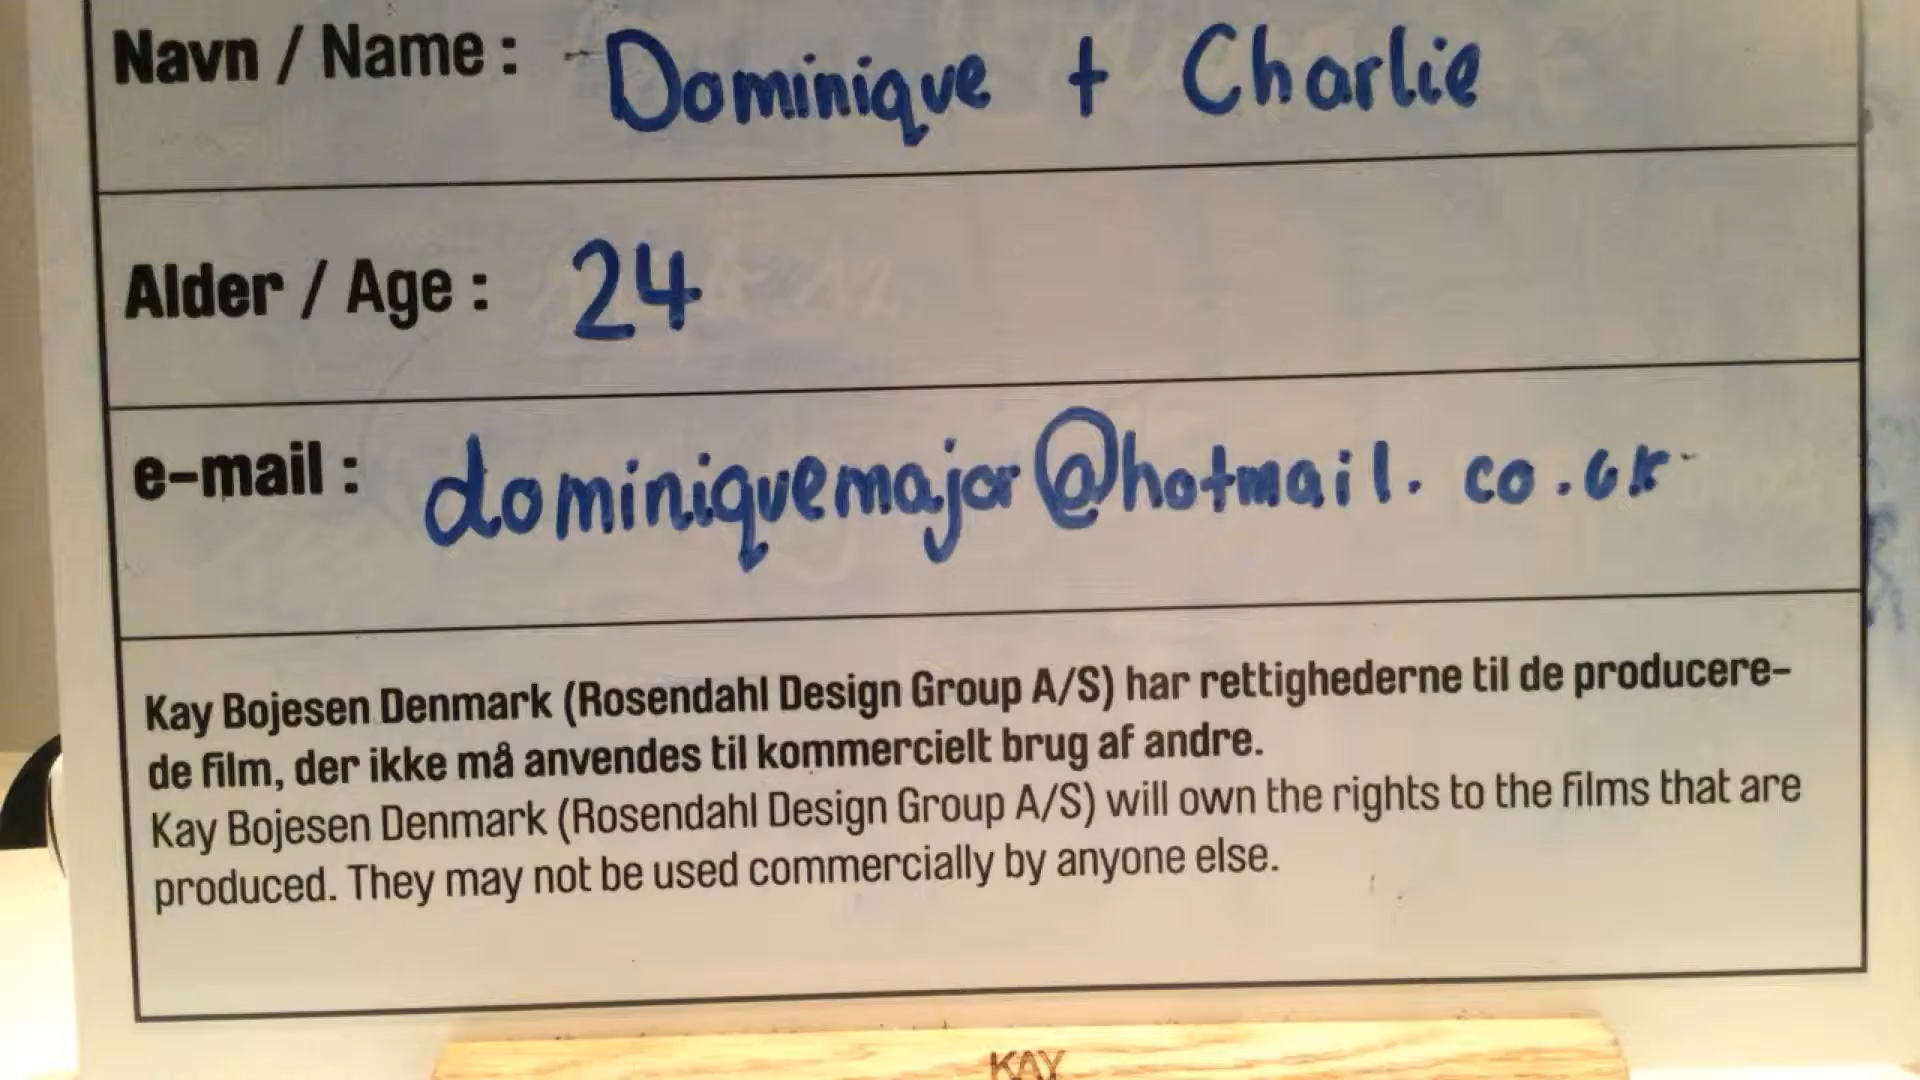 Navn / Name : Dominique + Charlie
Alder / Age : 24
e-mail : dominiquemajor@hotmail.co.uk
Kay Bojesen Denmark (Rosendahl Design Group A/S) har rettighederne til de producere-
de film, der ikke må anvendes til kommercielt brug af andre.
Kay Bojesen Denmark (Rosendahl Design Group A/S) will own the rights to the films that are
produced. They may not be used commercially by anyone else.
KAY